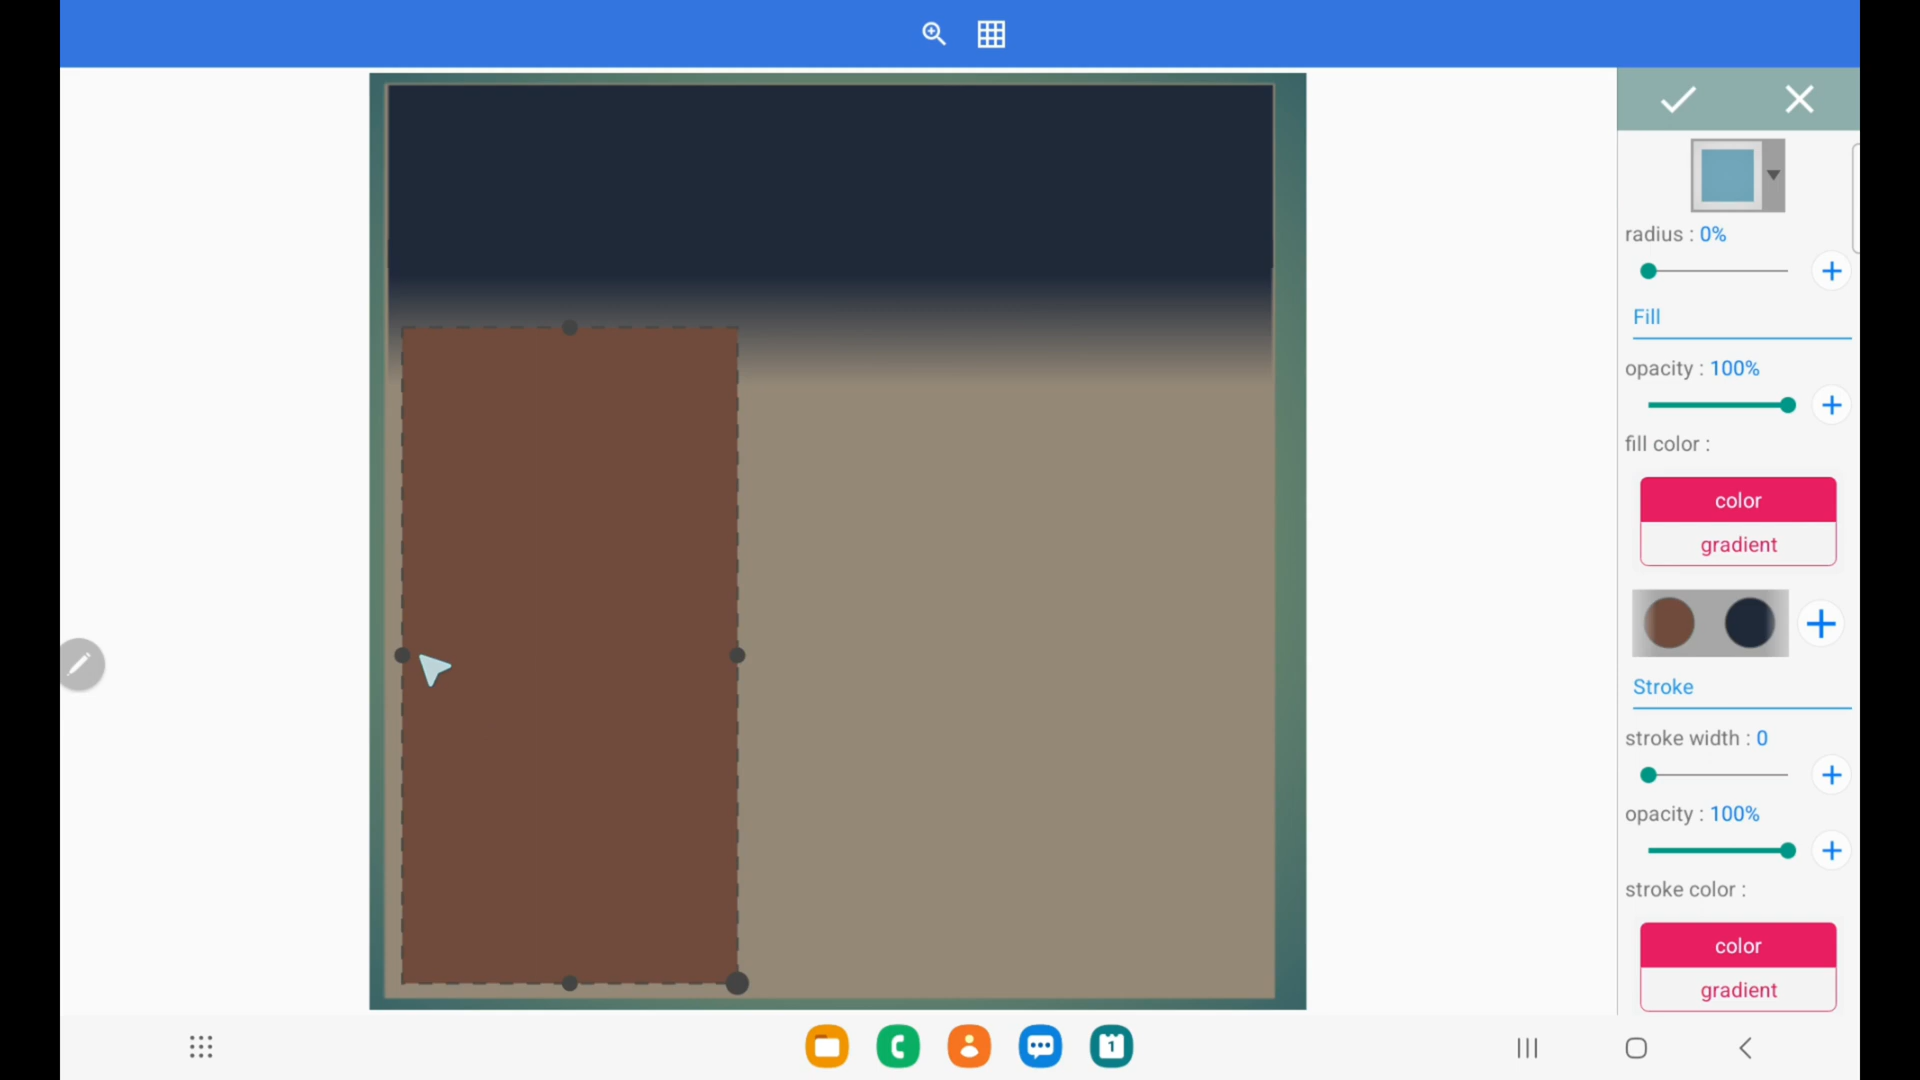 radius : 0%
Fill
opacity : 100%
fill color :
color
gradient
Stroke
stroke width : 0
opacity : 100%
stroke color :
color
gradient
1